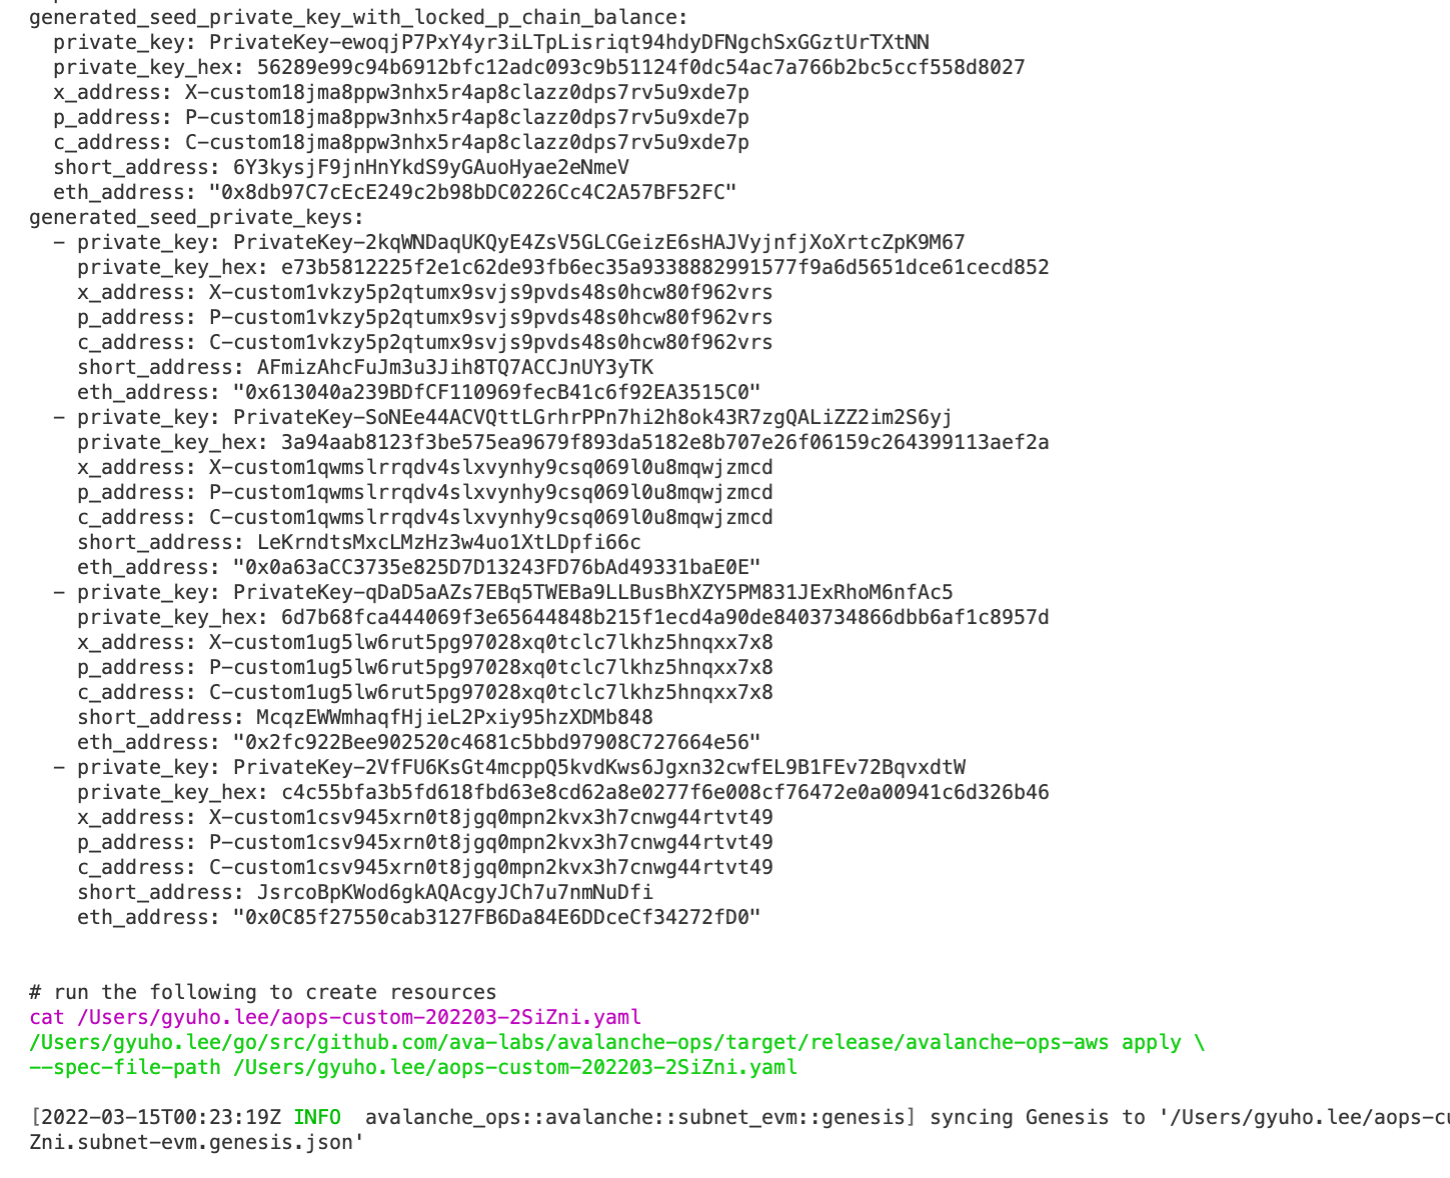 generated_seed_private_key_with_locked_p_chain_balance:
private_key: PrivateKey-ewoqjP7PxY4yr3iLTpLisriqt94hdyDFNgchSxGGztUrTXtNN
private_key_hex: 56289e99c94b6912bfc12adc093c9b51124f0dc54ac7a766b2bc5ccf558d8027
x_address: X-custom18jma8ppw3nhx5r4ap8clazz0dps7rv5u9xde7p
p_address: P-custom18jma8ppw3nhx5r4ap8clazz0dps7rv5u9xde7p
c_address: C-custom18jma8ppw3nhx5r4ap8clazz0dps7rv5u9xde7p
short_address: 6Y3kysjF9jnHnYkdS9yGAuoHyae2eNmeV
eth_address: "0x8db97C7cEcE249c2b98bDC0226Cc4C2A57BF52FC"
generated_seed_private_keys:
- private_key: PrivateKey-2kqWNDaqUKQyE4ZsV5GLCGeizE6sHAJVyjnfjXoXrtcZpK9M67
private_key_hex: e73b5812225f2e1c62de93fb6ec35a9338882991577f9a6d5651dce61cecd852
x_address: X-custom1vkzy5p2qtumx9svjs9pvds48s0hcw80f962vrs
p_address: P-custom1vkzy5p2qtumx9svjs9pvds48s0hcw80f962vrs
c_address: C-custom1vkzy5p2qtumx9svjs9pvds48s0hcw80f962vrs
short_address: AFmizAhcFuJm3u3Jih8TQ7ACCJnUY3yTK
eth_address: "0x613040a239BDfCF110969fecB41c6f92EA3515C0"
- private_key: PrivateKey-SoNEe44ACVQttLGrhrPPn7hi2h8ok43R7zgQALiZZ2im2S6yj
private_key_hex: 3a94aab8123f3be575ea9679f893da5182e8b707e26f06159c264399113aef2a
x_address: X-custom1qwmslrrqdv4slxvynhy9csq069l0u8mqwjzmcd
p_address: P-custom1qwmslrrqdv4slxvynhy9csq069l0u8mqwjzmcd
c_address: C-custom1qwmslrrqdv4slxvynhy9csq069l0u8mqwjzmcd
short_address: LeKrndtsMxcLMzHz3w4uo1XtLDpfi66c
eth_address: "0x0a63aCC3735e825D7D13243FD76bAd49331baE0E"
- private_key: PrivateKey-qDaD5aAZs7EBq5TWEBa9LLBusBhXZY5PM831JExRhoM6nfAc5
private_key_hex: 6d7b68fca444069f3e65644848b215f1ecd4a90de8403734866dbb6af1c8957d
x_address: X-custom1ug5lw6rut5pg97028xq0tclc7lkhz5hnqxx7x8
p_address: P-custom1ug5lw6rut5pg97028xq0tclc7lkhz5hnqxx7x8
c_address: C-custom1ug5lw6rut5pg97028xq0tclc7lkhz5hnqxx7x8
short_address: McqzEWWmhaqfHjieL2Pxiy95hzXDMb848
eth_address: "0x2fc922Bee902520c4681c5bbd97908C727664e56"
- private_key: PrivateKey-2VfFU6KsGt4mcppQ5kvdKws6Jgxn32cwfEL9B1FEv72BqvxdtW
private_key_hex: c4c55bfa3b5fd618fbd63e8cd62a8e0277f6e008cf76472e0a00941c6d326b46
x_address: X-custom1csv945xrn0t8jgq0mpn2kvx3h7cnwg44rtvt49
p_address: P-custom1csv945xrn0t8jgq0mpn2kvx3h7cnwg44rtvt49
c_address: C-custom1csv945xrn0t8jgq0mpn2kvx3h7cnwg44rtvt49
short_address: JsrcoBpKWod6gkAQAcgyJCh7u7nmNuDfi
eth_address: "0x0C85f27550cab3127FB6Da84E6DDceCf34272fD0"
# run the following to create resources
cat /Users/gyuho.lee/aops-custom-202203-2SiZni.yaml
/Users/gyuho.lee/go/src/github.com/ava-labs/avalanche-ops/target/release/avalanche-ops-aws apply \
--spec-file-path /Users/gyuho.lee/aops-custom-202203-2SiZni.yaml
[2022-03-15T00:23:19Z INFO  avalanche_ops::avalanche::subnet_evm::genesis] syncing Genesis to '/Users/gyuho.lee/aops-cu
Zni.subnet-evm.genesis.json'